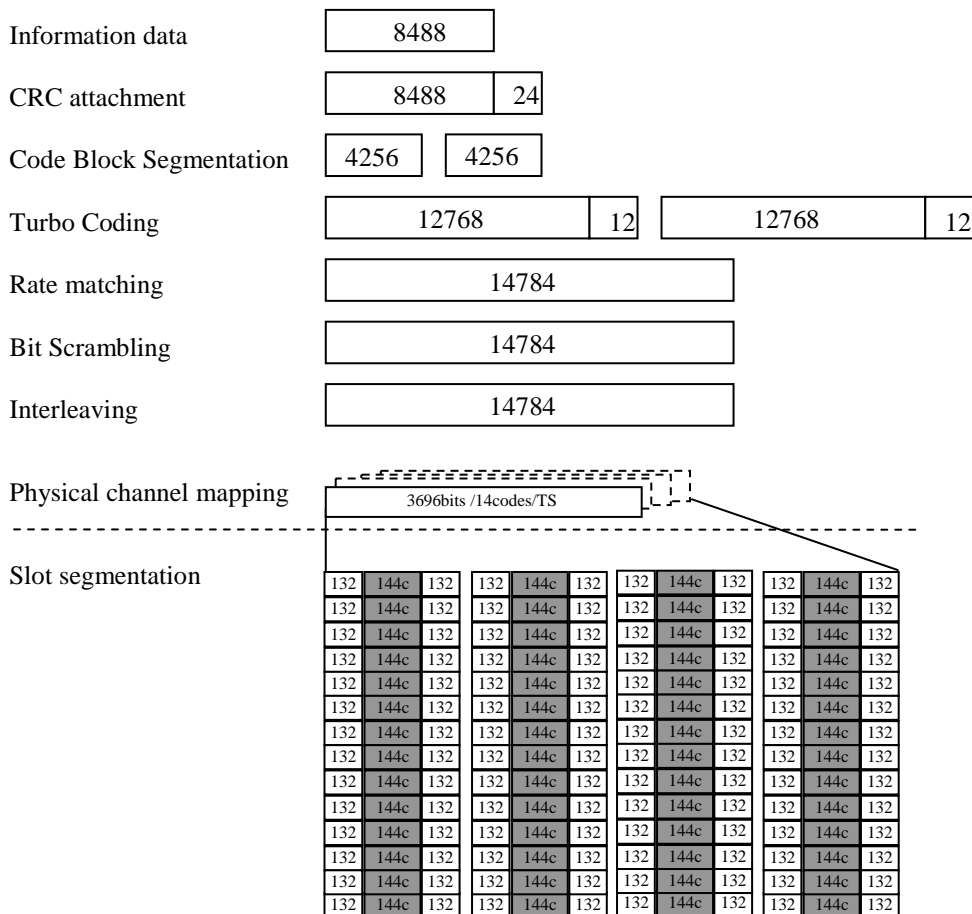 Information data 8488
CRC attachment 8488 24
Code Block Segmentation 4256 4256
Turbo Coding 12768 12 12768 12
Rate matching 14784
Bit Scrambling 14784
Interleaving 14784
Physical channel mapping 3696bits /14codes/TS
Slot segmentation
132 144c 132 132 144c 132 132 144c 132 132 144c 132
132 144c 132 132 144c 132 132 144c 132 132 144c 132
132 144c 132 132 144c 132 132 144c 132 132 144c 132
132 144c 132 132 144c 132 132 144c 132 132 144c 132
132 144c 132 132 144c 132 132 144c 132 132 144c 132
132 144c 132 132 144c 132 132 144c 132 132 144c 132
132 144c 132 132 144c 132 132 144c 132 132 144c 132
132 144c 132 132 144c 132 132 144c 132 132 144c 132
132 144c 132 132 144c 132 132 144c 132 132 144c 132
132 144c 132 132 144c 132 132 144c 132 132 144c 132
132 144c 132 132 144c 132 132 144c 132 132 144c 132
132 144c 132 132 144c 132 132 144c 132 132 144c 132
132 144c 132 132 144c 132 132 144c 132 132 144c 132
132 144c 132 132 144c 132 132 144c 132 132 144c 132